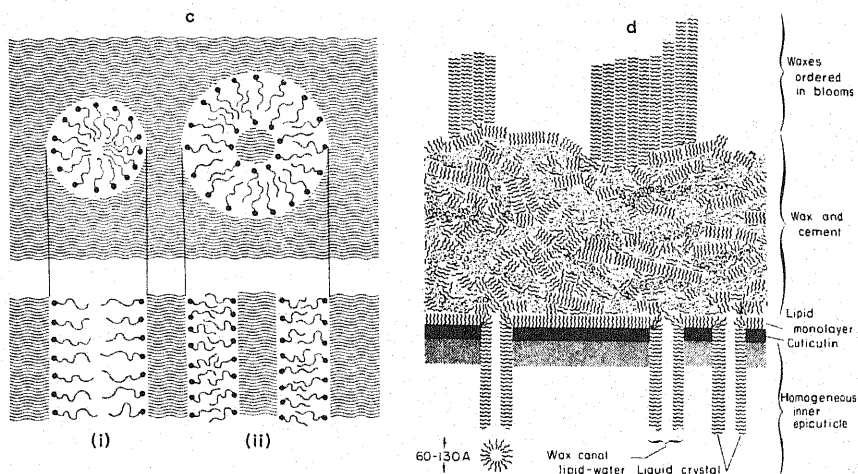 c
(i)
(ii)
d
Waxes
ordered
in blooms
Wax and
cement
Lipid
monolayer
Cuticulin
Homogeneous
inner
epicuticle
60-130A
Wax canal
lipid-water Liquid crystal